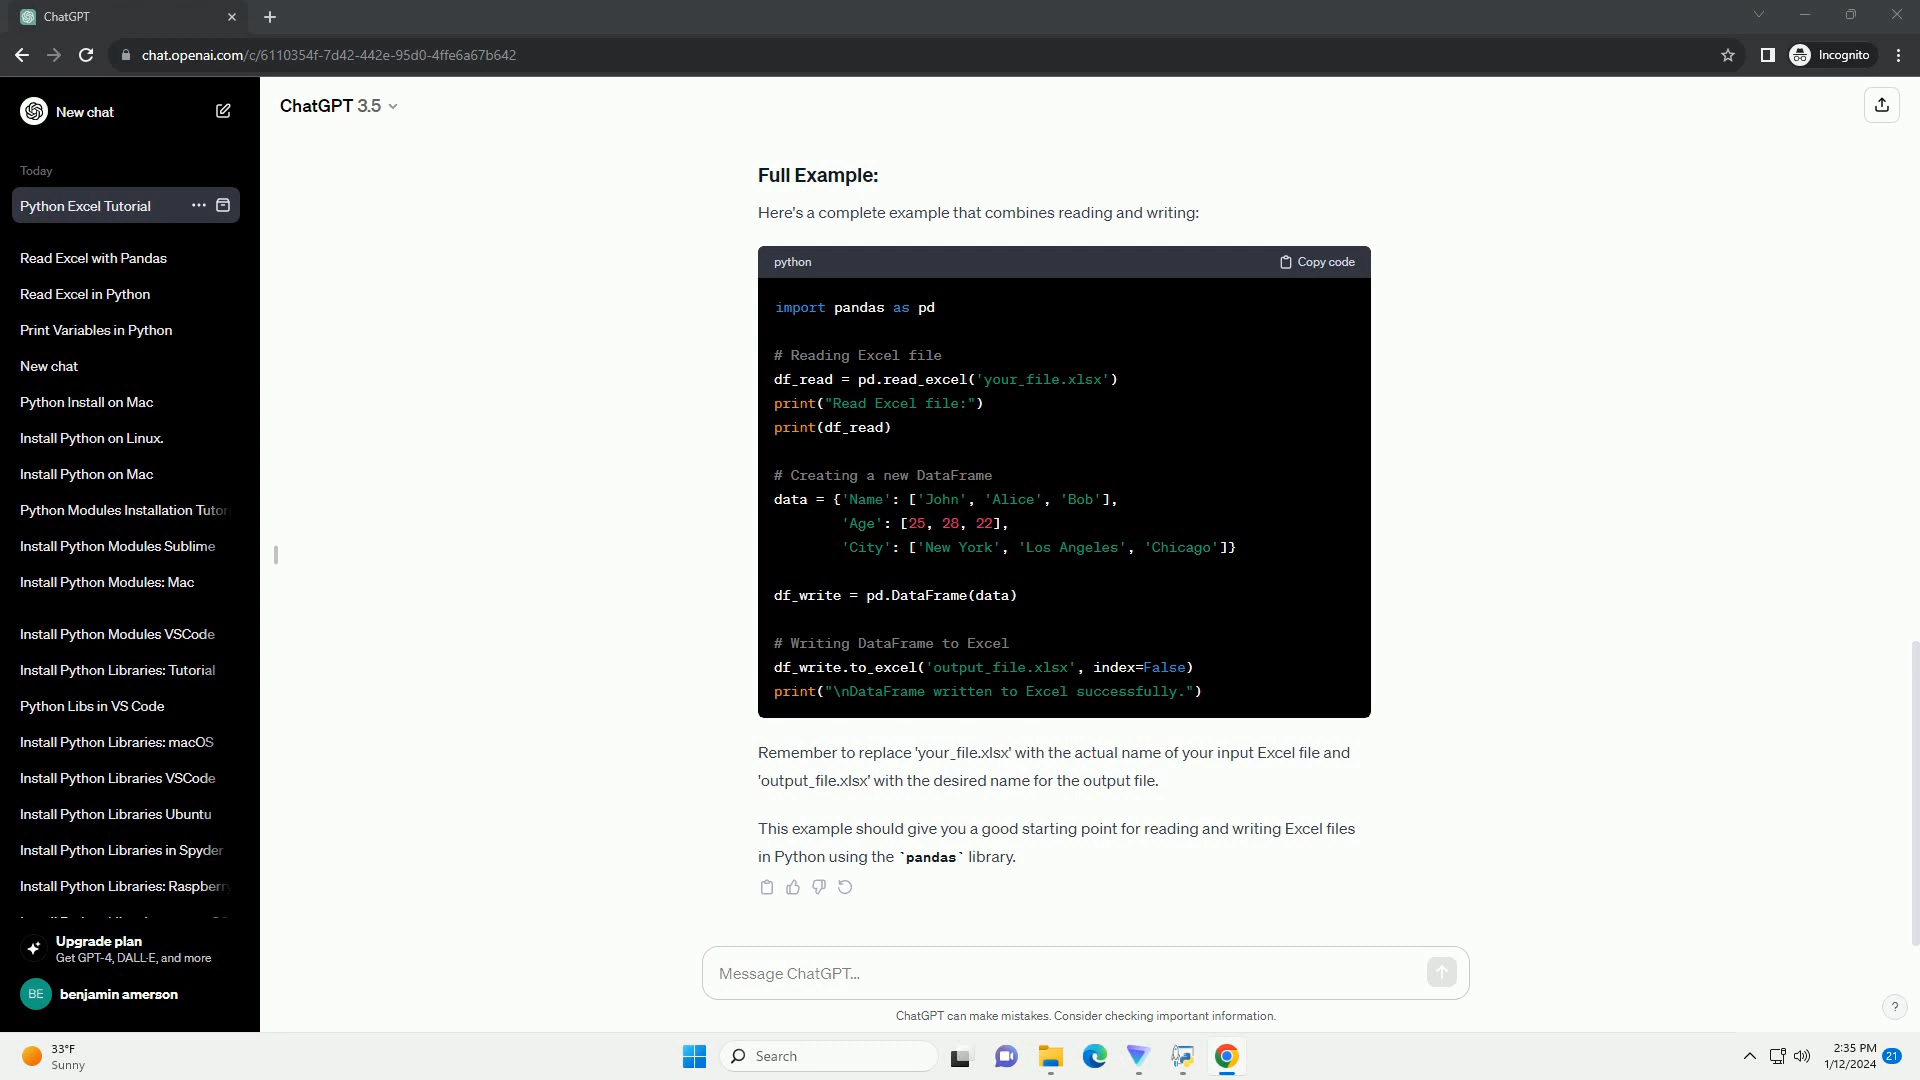 ChatGPT
chat.openai.com/c/6110354f-7d42-442e-95d0-4ffe6a67b642
Incognito
New chat
ChatGPT 3.5
Today
Python Excel Tutorial
Read Excel with Pandas
Read Excel in Python
Print Variables in Python
New chat
Python Install on Mac
Install Python on Linux.
Install Python on Mac
Python Modules Installation Tutor
Install Python Modules Sublime
Install Python Modules: Mac
Install Python Modules VSCode
Install Python Libraries: Tutorial
Python Libs in VS Code
Install Python Libraries: macOS
Install Python Libraries VSCode
Install Python Libraries Ubuntu
Install Python Libraries in Spyder
Install Python Libraries: Raspberry
Upgrade plan
Get GPT-4, DALL·E, and more
BE benjamin amerson
Full Example:
Here's a complete example that combines reading and writing:
python Copy code
import pandas as pd
# Reading Excel file
df_read = pd.read_excel('your_file.xlsx')
print("Read Excel file:")
print(df_read)
# Creating a new DataFrame
data = {'Name': ['John', 'Alice', 'Bob'],
'Age': [25, 28, 22],
'City': ['New York', 'Los Angeles', 'Chicago']}
df_write = pd.DataFrame(data)
# Writing DataFrame to Excel
df_write.to_excel('output_file.xlsx', index=False)
print("\nDataFrame written to Excel successfully.")
Remember to replace 'your_file.xlsx' with the actual name of your input Excel file and
'output_file.xlsx' with the desired name for the output file.
This example should give you a good starting point for reading and writing Excel files
in Python using the `pandas` library.
Message ChatGPT...
ChatGPT can make mistakes. Consider checking important information.
?
33°F
Sunny
Search
2:35 PM
1/12/2024
21